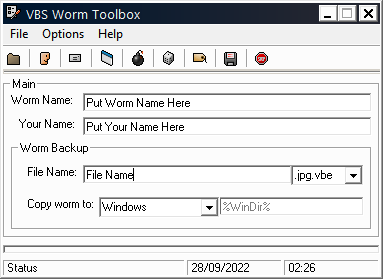 VBS Worm Toolbox
File Options Help
Main
Worm Name: Put Worm Name Here
Your Name: Put Your Name Here
Worm Backup
File Name: File Name .jpg.vbe
Copy worm to: Windows %WinDir%
Status 28/09/2022 02:26